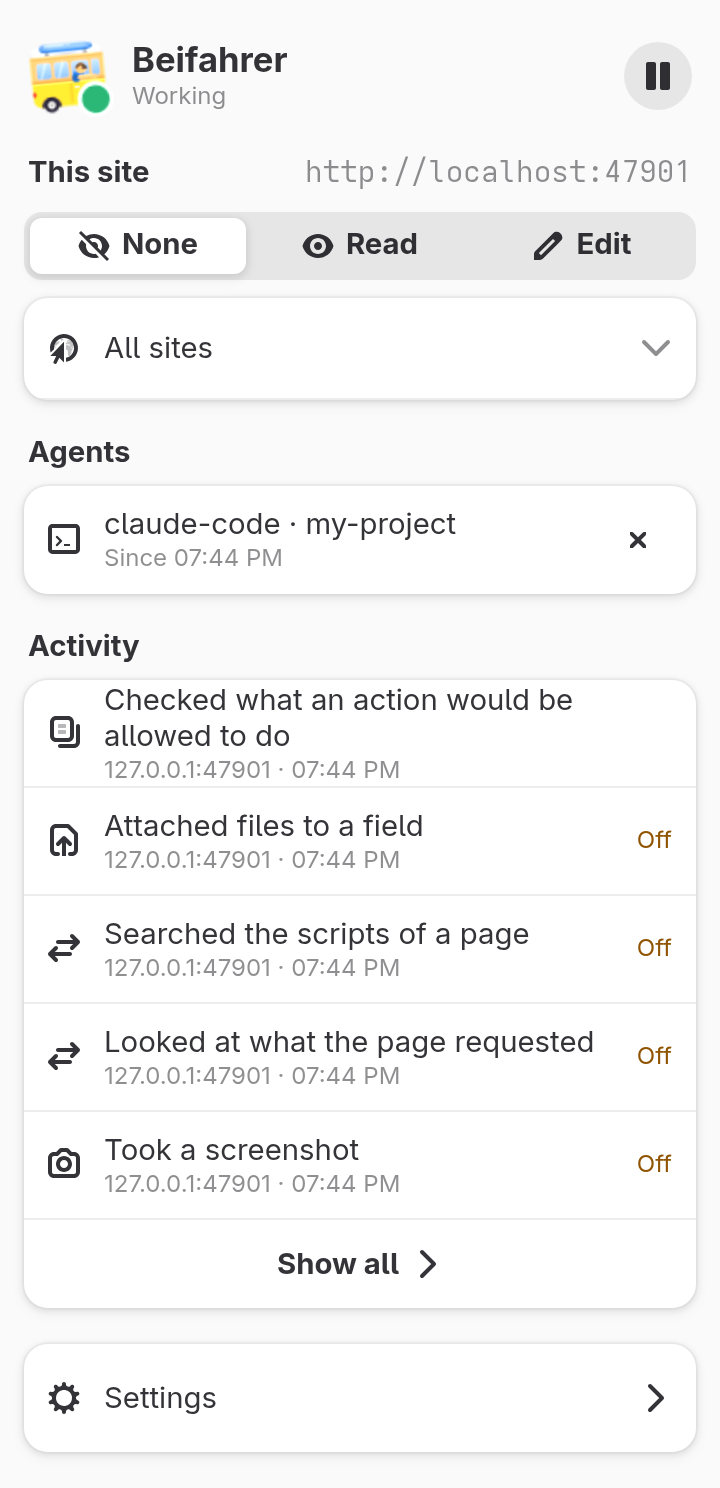 Beifahrer
Working
This site http://localhost:47901
None Read Edit
All sites
Agents
claude-code · my-project
Since 07:44 PM
Activity
Checked what an action would be
allowed to do
127.0.0.1:47901 · 07:44 PM
Attached files to a field
127.0.0.1:47901 · 07:44 PM
Off
Searched the scripts of a page
127.0.0.1:47901 · 07:44 PM
Off
Looked at what the page requested
127.0.0.1:47901 · 07:44 PM
Off
Took a screenshot
127.0.0.1:47901 · 07:44 PM
Off
Show all
Settings